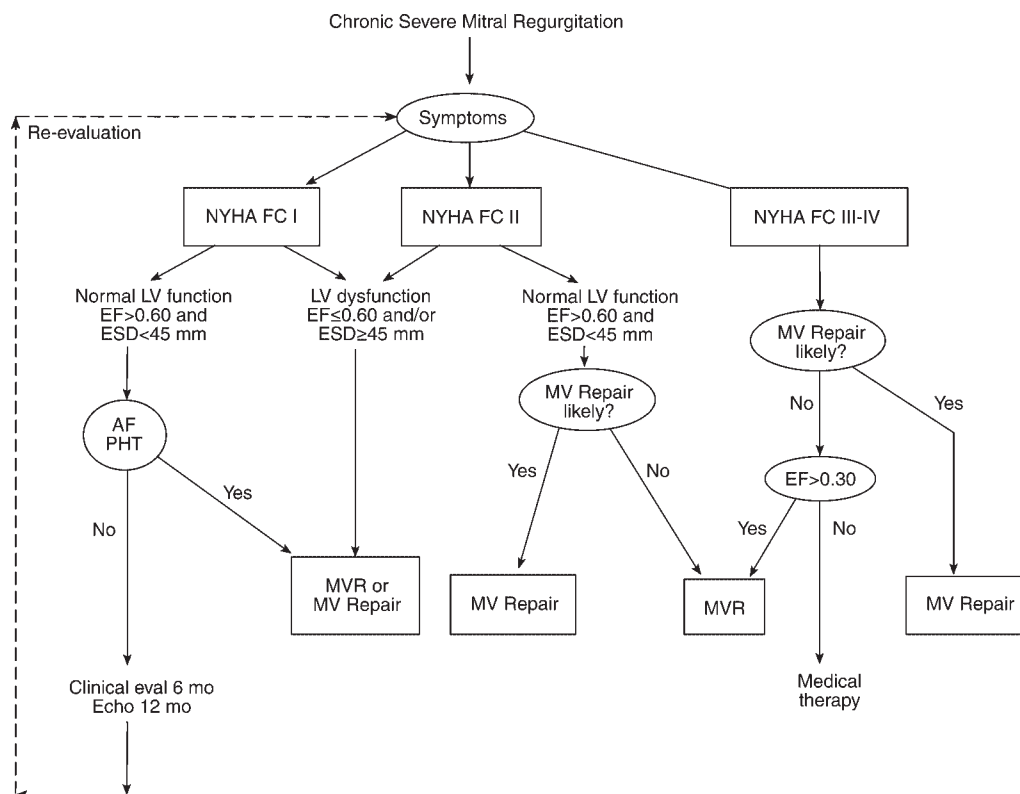 Chronic Severe Mitral Regurgitation
Symptoms
Re-evaluation
NYHA FC I
NYHA FC II
NYHA FC III-IV
Normal LV function
EF>0.60 and
ESD<45 mm
LV dysfunction
EF≤0.60 and/or
ESD≥45 mm
Normal LV function
EF>0.60 and
ESD<45 mm
MV Repair
likely?
MV Repair
likely?
AF
PHT
No
Yes
Yes
No
Yes
No
EF>0.30
Yes
No
MVR or
MV Repair
MV Repair
MVR
MV Repair
Clinical eval 6 mo
Echo 12 mo
Medical
therapy